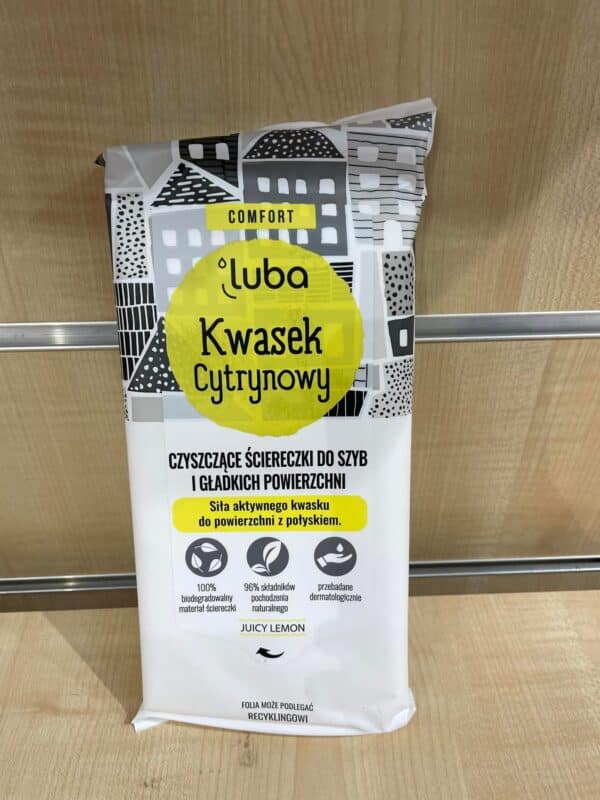 COMFORT
luba
Kwasek
Cytrynowy
CZYSZCZĄCE ŚCIERECZKI DO SZYB
I GŁADKICH POWIERZCHNI
Siła aktywnego kwasku
do powierzchni z połyskiem.
100%
biodegradowalny
materiał ściereczki
96% składników
pochodzenia
naturalnego
przebadane
dermatologicznie
JUICY LEMON
FOLIA MOŻE PODLEGAĆ
RECYKLINGOWI